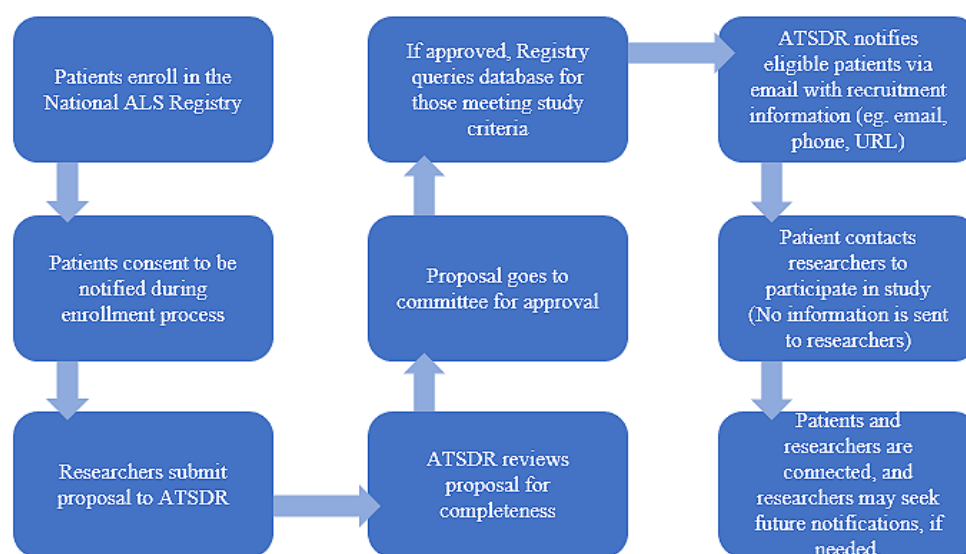 Patients enroll in the
National ALS Registry
Patients consent to be
notified during
enrollment process
Researchers submit
proposal to ATSDR
ATSDR reviews
proposal for
completeness
Proposal goes to
committee for approval
If approved, Registry
queries database for
those meeting study
criteria
ATSDR notifies
eligible patients via
email with recruitment
information (eg. email,
phone, URL)
Patient contacts
researchers to
participate in study
(No information is sent
to researchers)
Patients and
researchers are
connected, and
researchers may seek
future notifications, if
needed